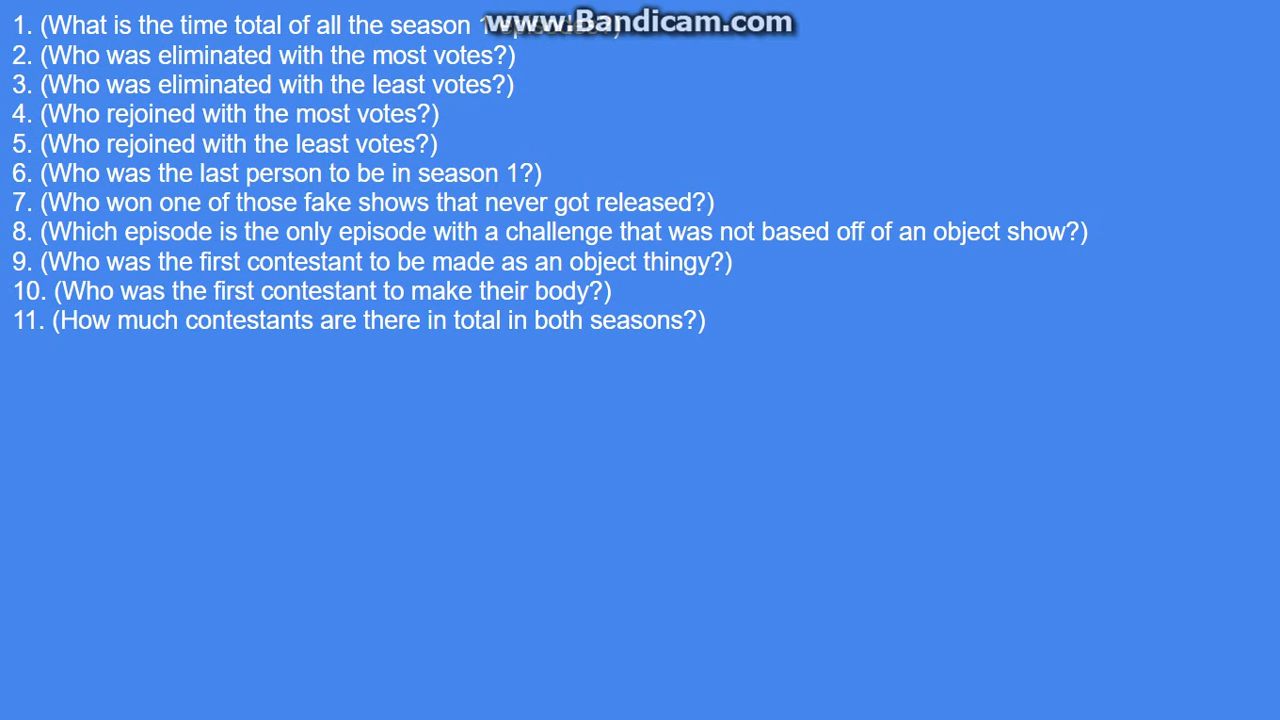 www.Bandicam.com
1. (What is the time total of all the season 1
2. (Who was eliminated with the most votes?)
3. (Who was eliminated with the least votes?)
4. (Who rejoined with the most votes?)
5. (Who rejoined with the least votes?)
6. (Who was the last person to be in season 1?)
7. (Who won one of those fake shows that never got released?)
8. (Which episode is the only episode with a challenge that was not based off of an object show?)
9. (Who was the first contestant to be made as an object thingy?)
10. (Who was the first contestant to make their body?)
11. (How much contestants are there in total in both seasons?)